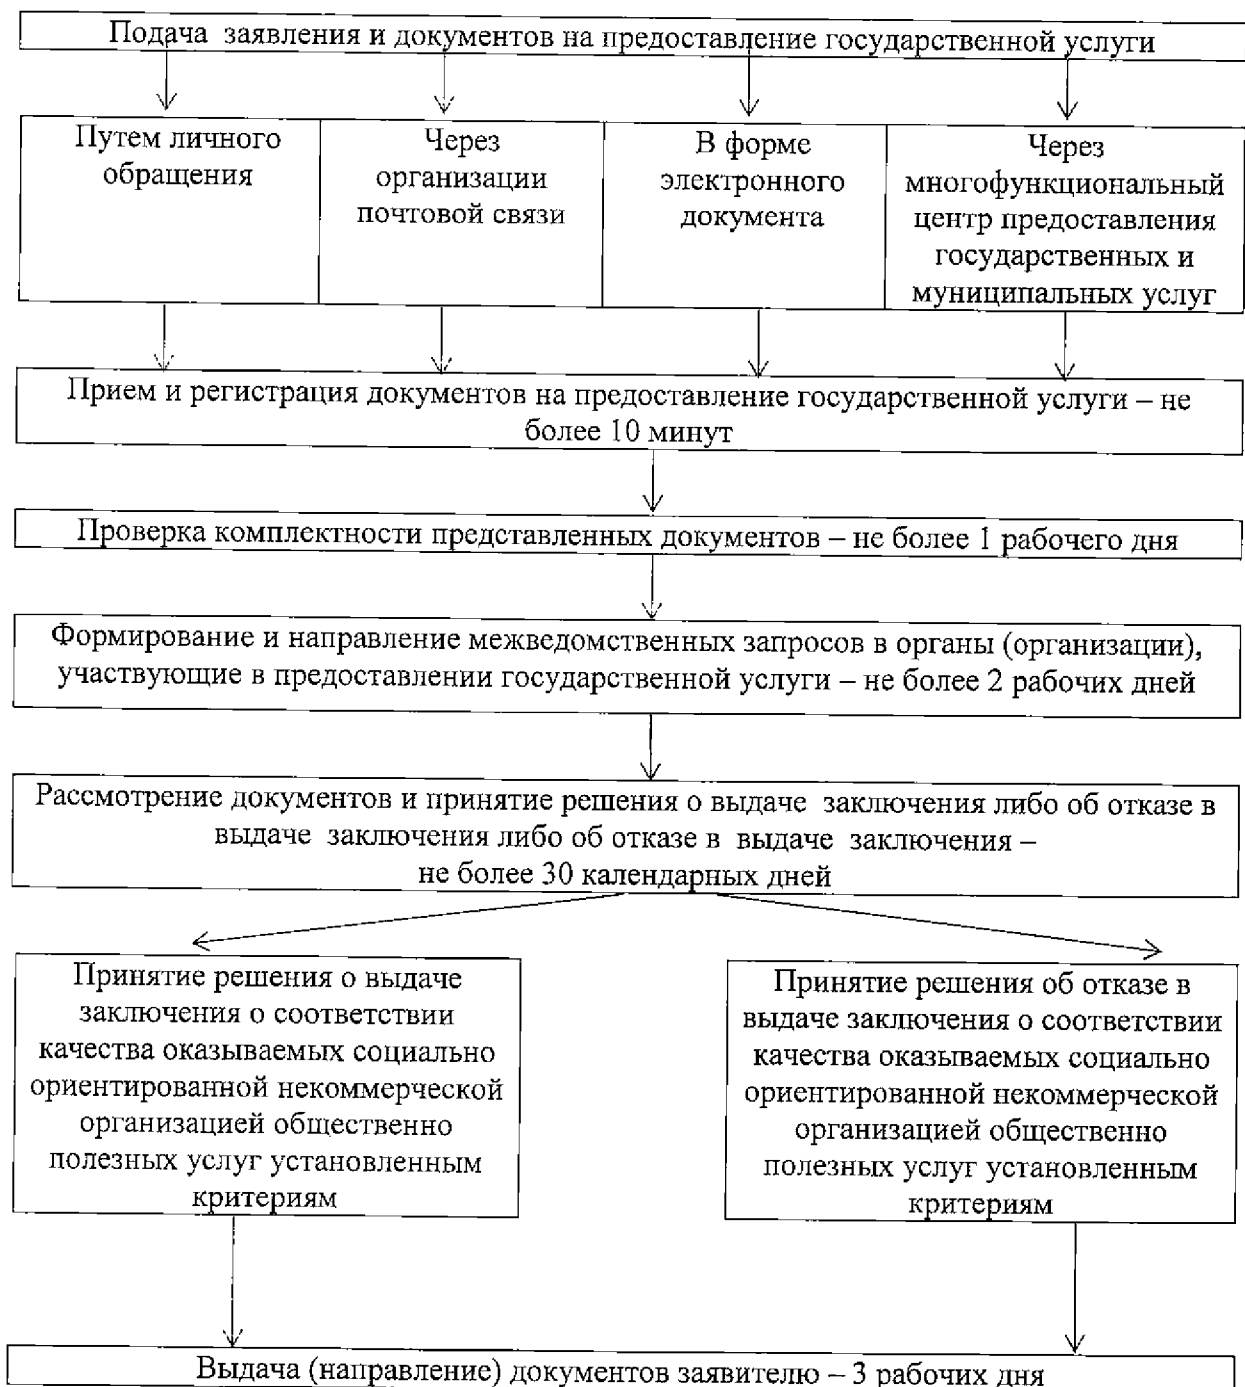 Подача заявления и документов на предоставление государственной услуги
Путем личного
обращения
Через
организации
почтовой связи
В форме
электронного
документа
Через
многофункциональный
центр предоставления
государственных и
муниципальных услуг
Прием и регистрация документов на предоставление государственной услуги – не
более 10 минут
Проверка комплектности представленных документов – не более 1 рабочего дня
Формирование и направление межведомственных запросов в органы (организации),
участвующие в предоставлении государственной услуги – не более 2 рабочих дней
Рассмотрение документов и принятие решения о выдаче заключения либо об отказе в
выдаче заключения либо об отказе в выдаче заключения –
не более 30 календарных дней
Принятие решения о выдаче
заключения о соответствии
качества оказываемых социально
ориентированной некоммерческой
организацией общественно
полезных услуг установленным
критериям
Принятие решения об отказе в
выдаче заключения о соответствии
качества оказываемых социально
ориентированной некоммерческой
организацией общественно
полезных услуг установленным
критериям
Выдача (направление) документов заявителю – 3 рабочих дня